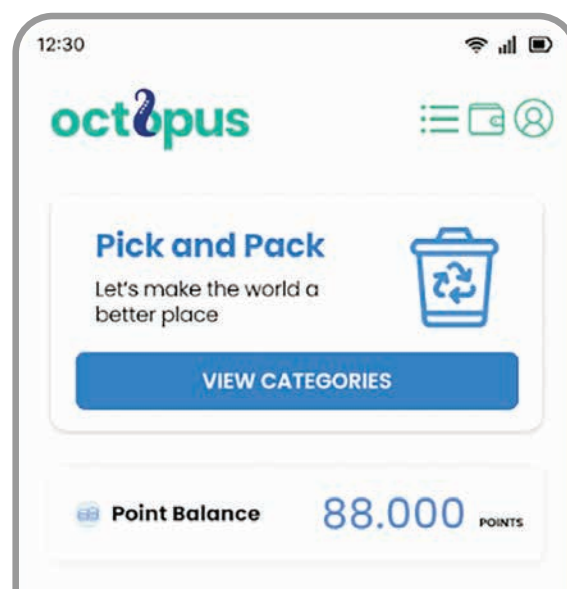 12:30
octopus
Pick and Pack
Let's make the world a
better place
VIEW CATEGORIES
Point Balance
88.000 POINTS